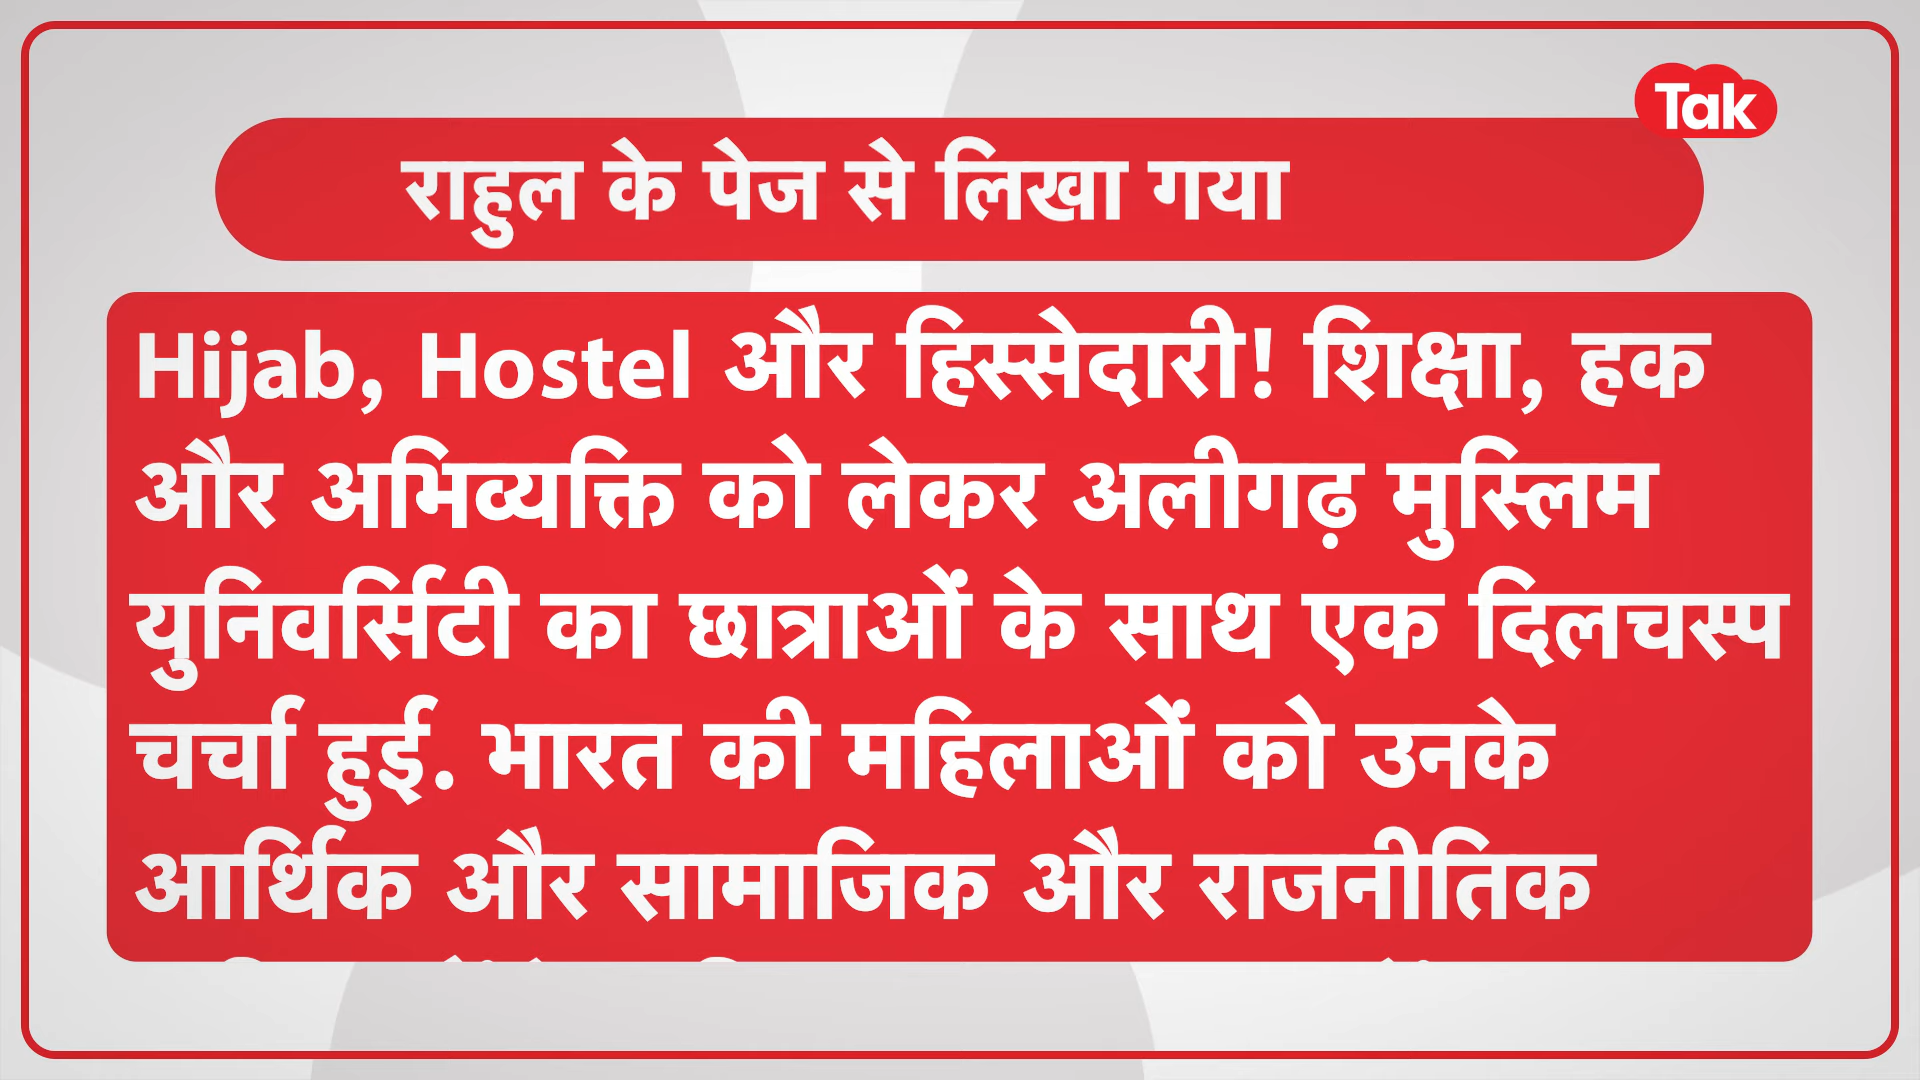 Tak
राहुल के पेज से लिखा गया
Hijab, Hostel और हिस्सेदारी! शिक्षा, हक
और अभिव्यक्ति को लेकर अलीगढ़ मुस्लिम
युनिवर्सिटी का छात्राओं के साथ एक दिलचस्प
चर्चा हुई. भारत की महिलाओं को उनके
आर्थिक और सामाजिक और राजनीतिक